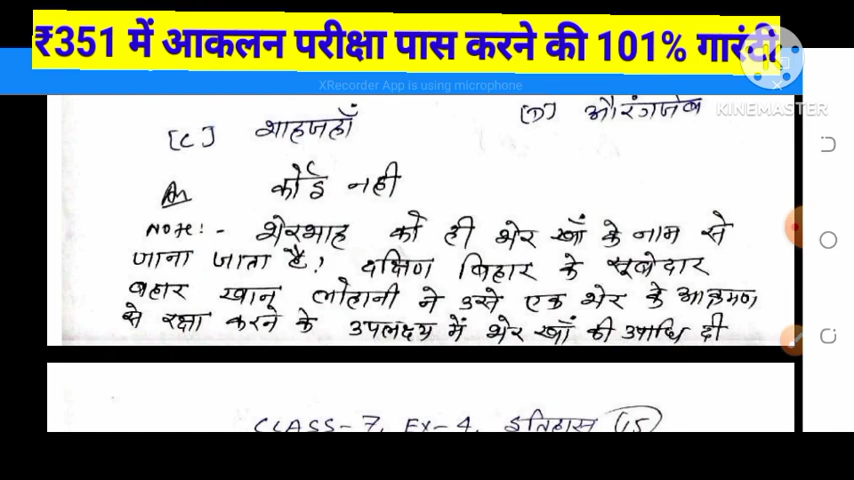 ₹351 में आकलन परीक्षा पास करने की 101% गारंटी
XRecorder App is using microphone
KINEMASTER
[C] शाहजहाँ
[D] औरंगजेब
Ans कोई नही
NOTE:- शेरशाह को ही शेर खाँ के नाम से
जाना जाता है! दक्षिण बिहार के सूबेदार
बहार खान लोहानी ने उसे एक शेर के आक्रमण
से रक्षा करने के उपलक्ष्य में शेर खाँ की उपाधि दी
CLASS-7, EX-4, इतिहास (15)